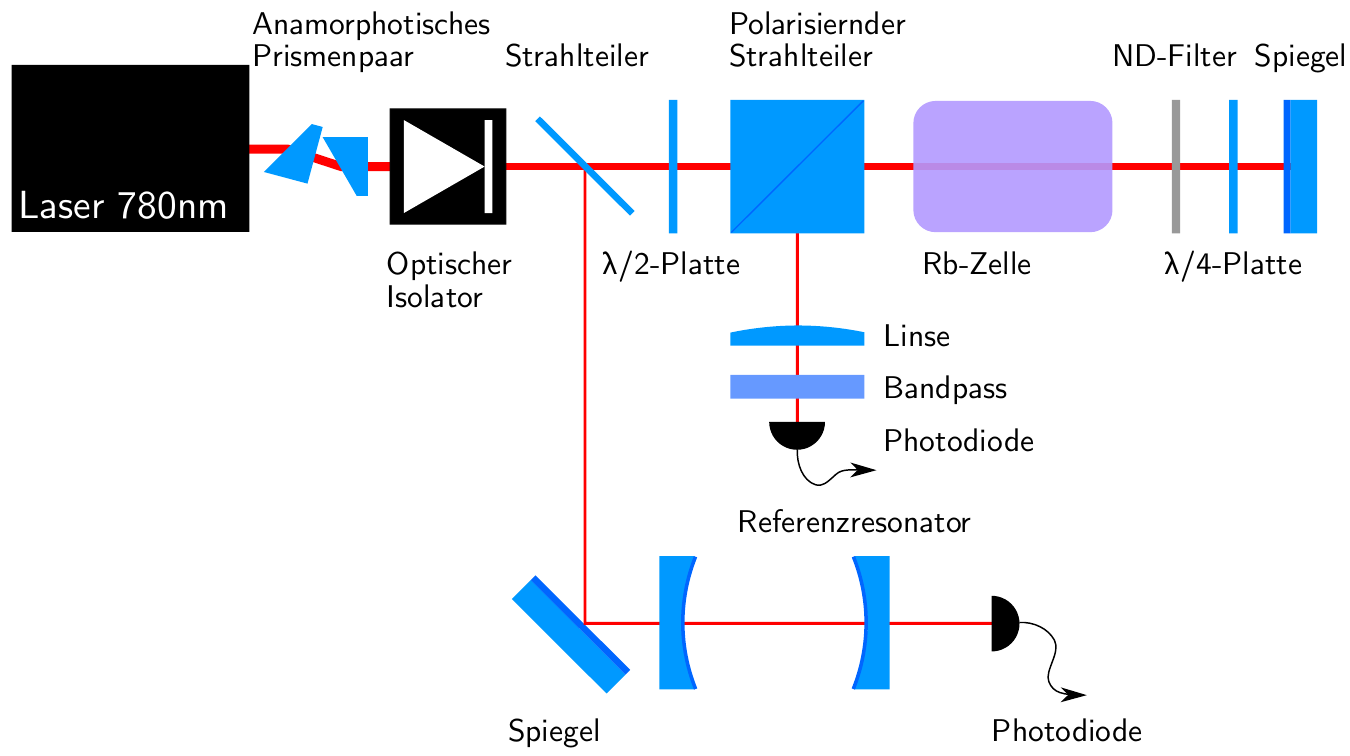 Anamorphotisches
Prismenpaar
Strahlteiler
Polarisiernder
Strahlteiler
ND-Filter
Spiegel
Laser 780nm
Optischer
Isolator
λ/2-Platte
Rb-Zelle
λ/4-Platte
Linse
Bandpass
Photodiode
Referenzresonator
Spiegel
Photodiode